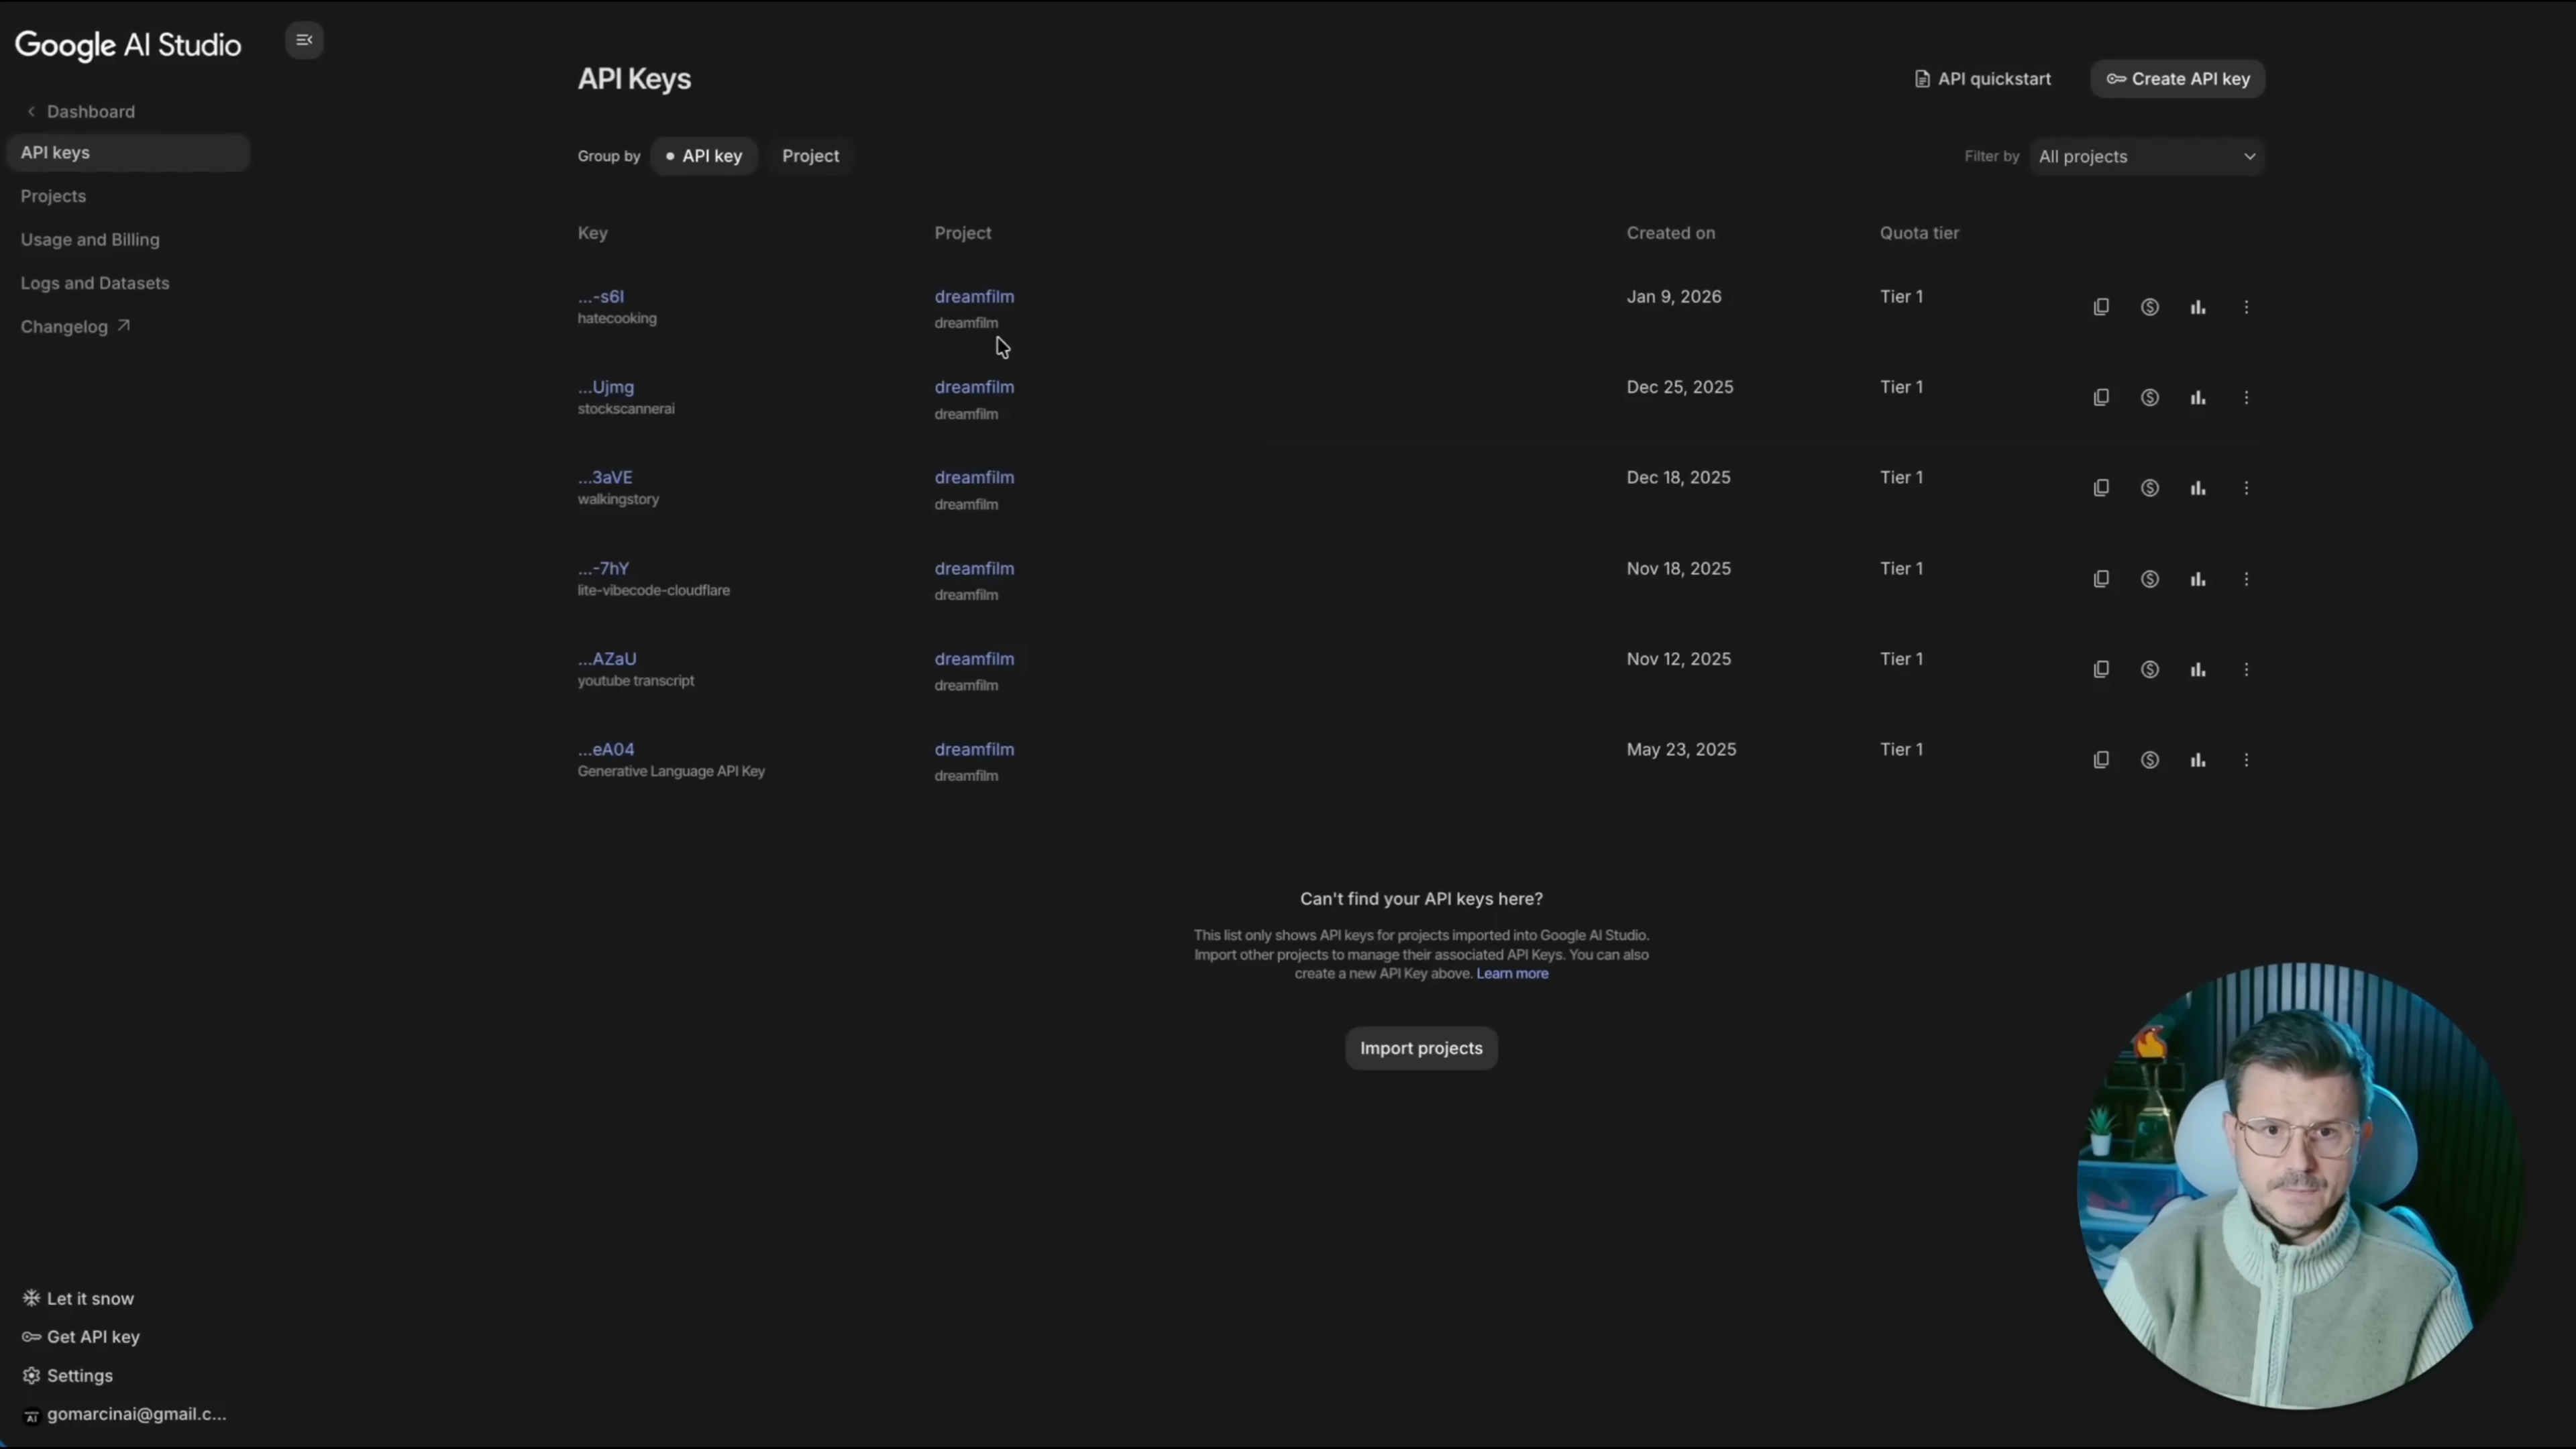 Google AI Studio
Dashboard
API keys
Projects
Usage and Billing
Logs and Datasets
Changelog
API Keys
API quickstart
Create API key
Group by
API key
Project
Filter by
All projects
Key
Project
Created on
Quota tier
...-s6I
hatecooking
dreamfilm
dreamfilm
Jan 9, 2026
Tier 1
...Ujmg
stockscannerai
dreamfilm
dreamfilm
Dec 25, 2025
Tier 1
...3aVE
walkingstory
dreamfilm
dreamfilm
Dec 18, 2025
Tier 1
...-7hY
lite-vibecode-cloudflare
dreamfilm
dreamfilm
Nov 18, 2025
Tier 1
...AZaU
youtube transcript
dreamfilm
dreamfilm
Nov 12, 2025
Tier 1
...eA04
Generative Language API Key
dreamfilm
dreamfilm
May 23, 2025
Tier 1
Can't find your API keys here?
This list only shows API keys for projects imported into Google AI Studio.
Import other projects to manage their associated API Keys. You can also
create a new API Key above. Learn more
Import projects
Let it snow
Get API key
Settings
gomarcinai@gmail.c...